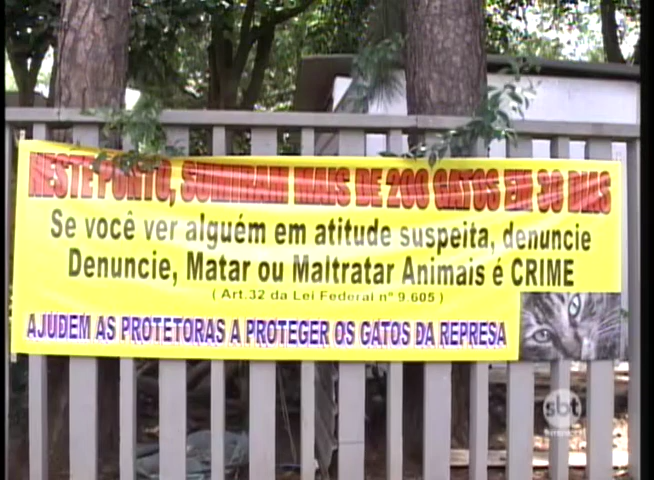 NESTE PONTO, SUMIRAM MAIS DE 200 GATOS EM 30 DIAS
Se você ver alguém em atitude suspeita, denuncie
Denuncie, Matar ou Maltratar Animais é CRIME
( Art.32 da Lei Federal nº 9.605 )
AJUDEM AS PROTETORAS A PROTEGER OS GATOS DA REPRESA
sbt